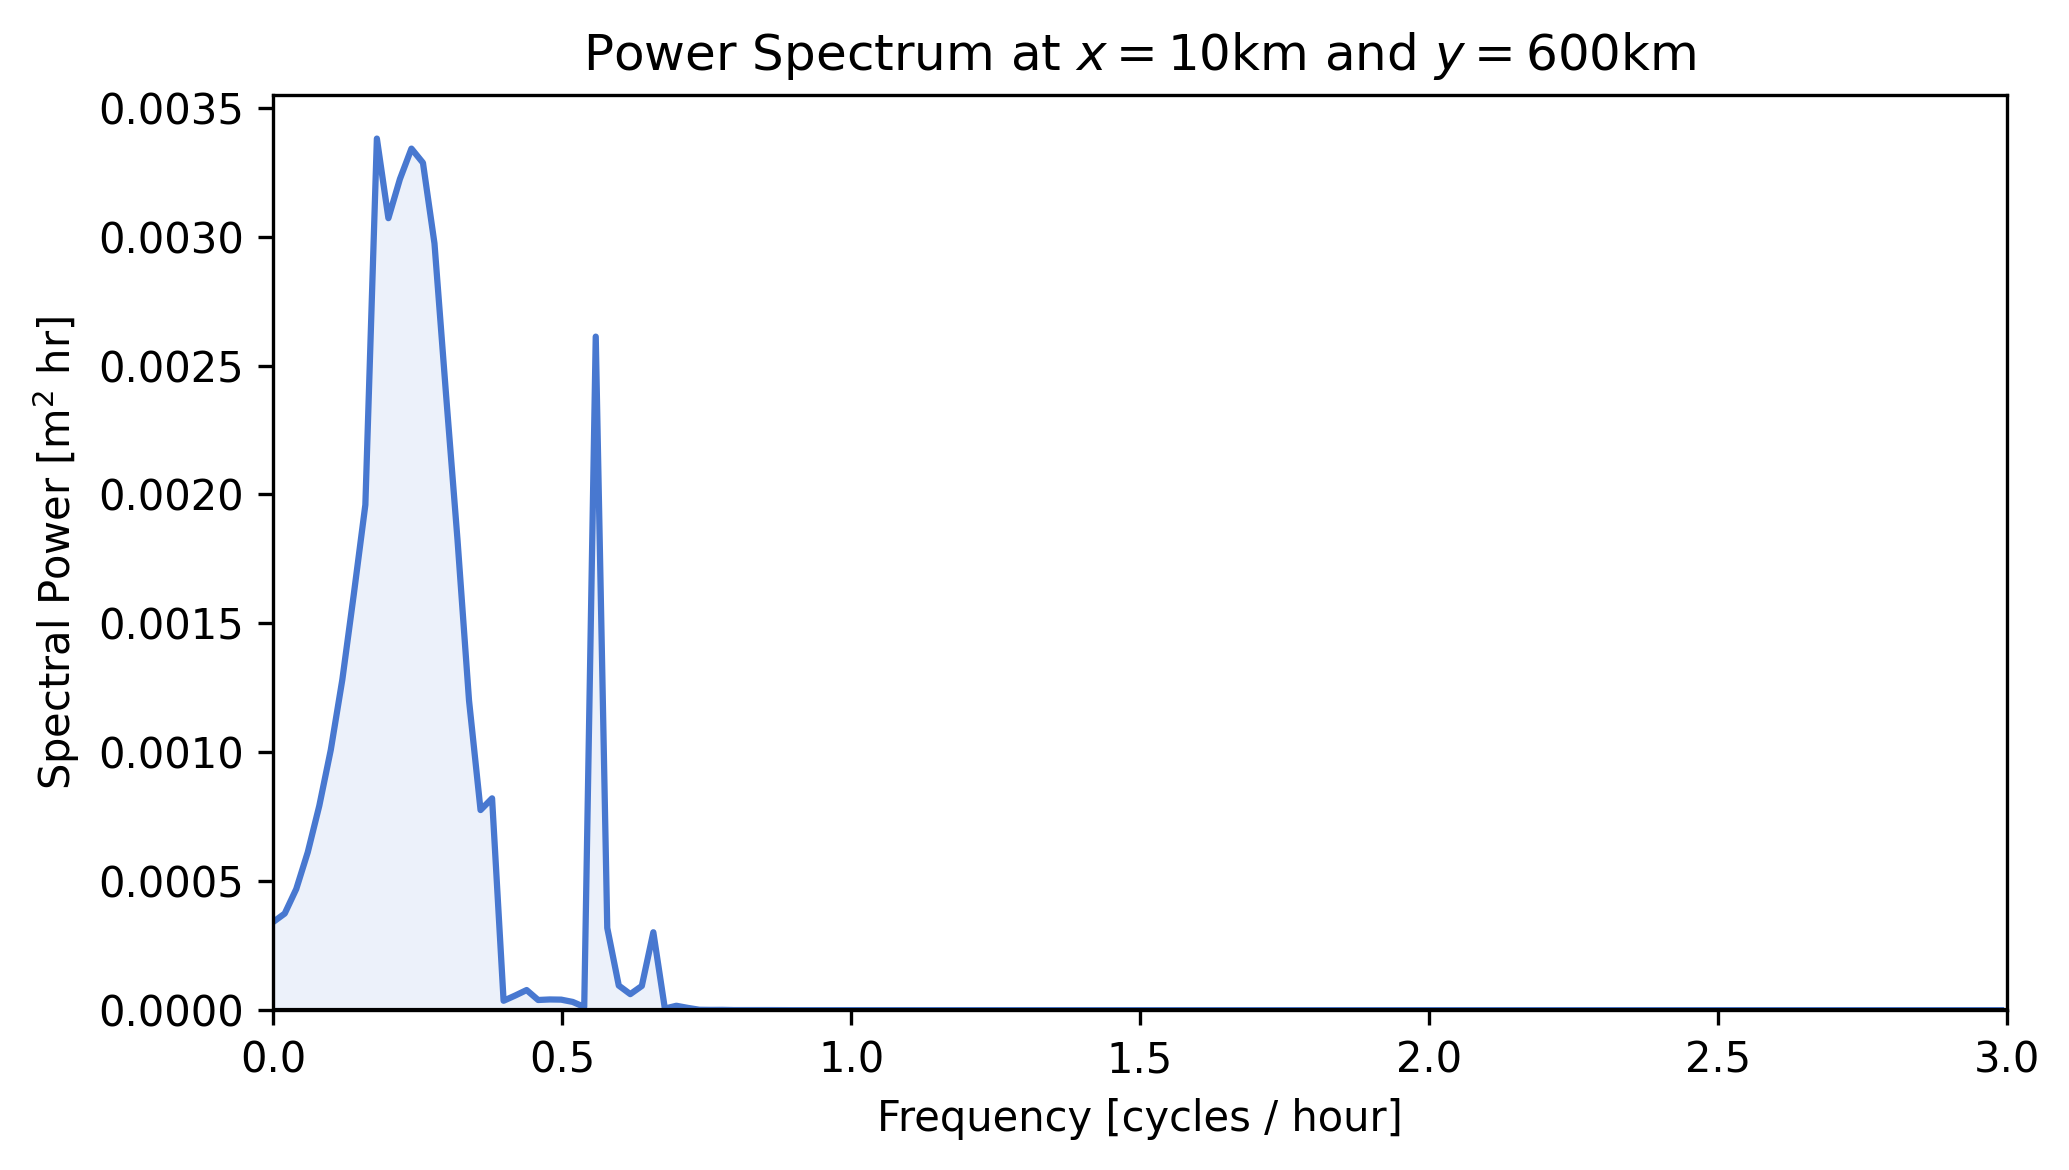 Power Spectrum at x = 10km and y = 600km
0.0035
0.0030
0.0025
0.0020
0.0015
0.0010
0.0005
0.0000
Spectral Power [m² hr]
0.0 0.5 1.0 1.5 2.0 2.5 3.0
Frequency [cycles / hour]